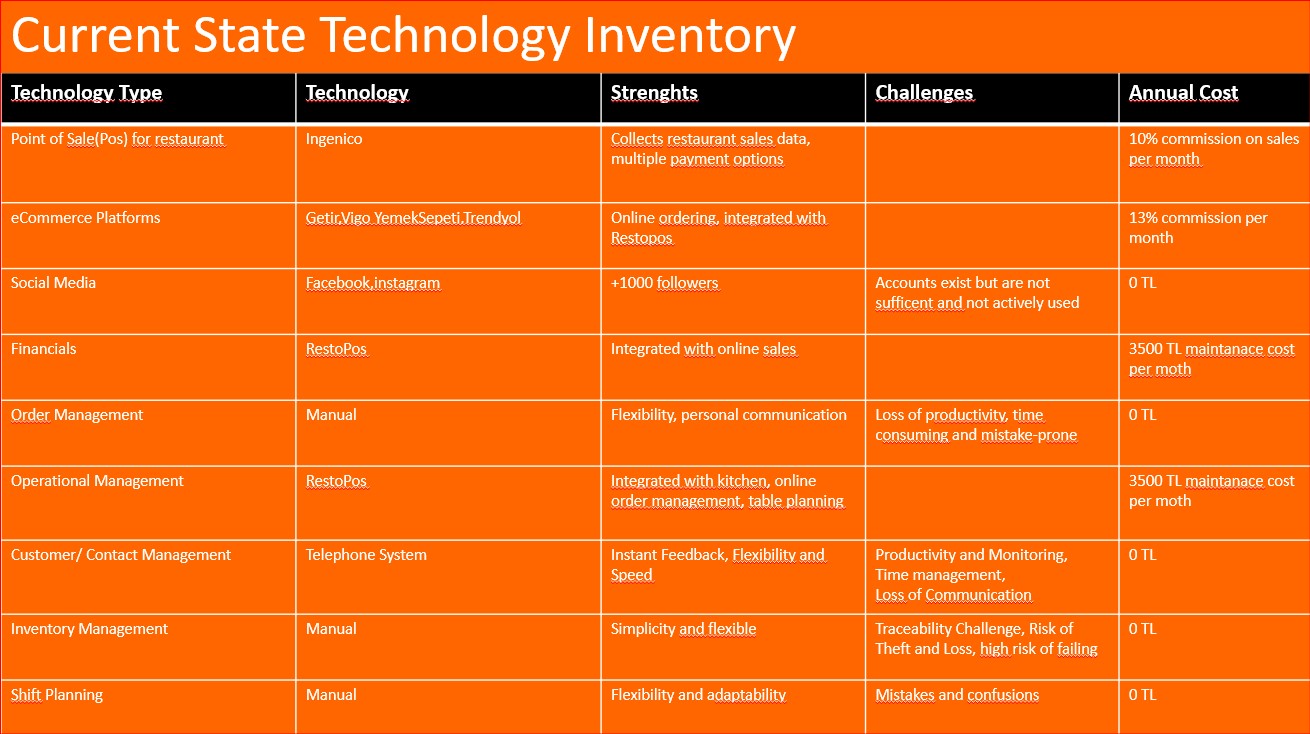 Current State Technology Inventory
Technology Type
Technology
Strenghts
Challenges
Annual Cost
Point of Sale(Pos) for restaurant
Ingenico
Collects restaurant sales data,
multiple payment options
10% commission on sales
per month
eCommerce Platforms
Getir,Vigo YemekSepeti,Trendyol
Online ordering, integrated with
Restopos
13% commission per
month
Social Media
Facebook,instagram
+1000 followers
Accounts exist but are not
sufficent and not actively used
0 TL
Financials
RestoPos
Integrated with online sales
3500 TL maintanace cost
per moth
Order Management
Manual
Flexibility, personal communication
Loss of productivity, time
consuming and mistake-prone
0 TL
Operational Management
RestoPos
Integrated with kitchen, online
order management, table planning
3500 TL maintanace cost
per moth
Customer/ Contact Management
Telephone System
Instant Feedback, Flexibility and
Speed
Productivity and Monitoring,
Time management,
Loss of Communication
0 TL
Inventory Management
Manual
Simplicity and flexible
Traceability Challenge, Risk of
Theft and Loss, high risk of failing
0 TL
Shift Planning
Manual
Flexibility and adaptability
Mistakes and confusions
0 TL